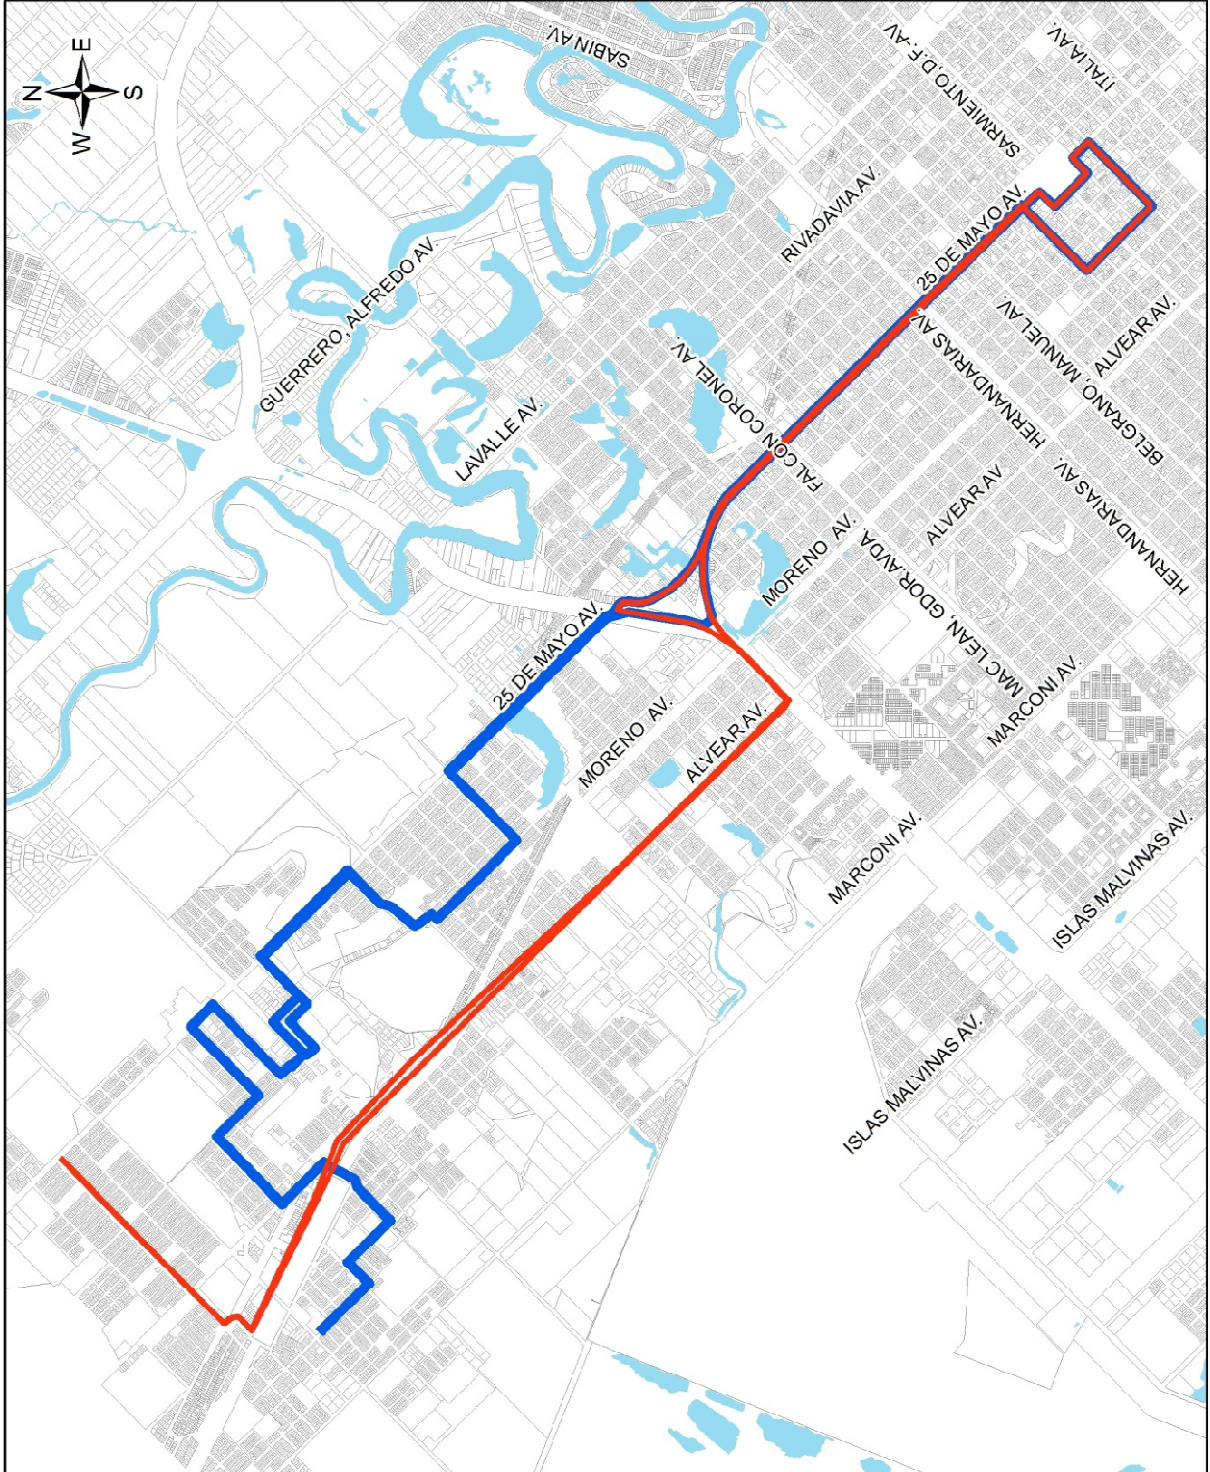 N
E
S
W
SABIN AV.
SARMIENTO,D.F. AV
ITALIA AV.
RIVADAVIA AV.
25 DE MAYO AV.
GUERRERO, ALFREDO AV.
LAVALLE AV.
FALCON CORONEL AV.
HERNANDARIAS AV.
BELGRANO, MANUEL AV
ALVEAR AV.
HERNANDARIAS AV.
ALVEAR AV
MORENO AV.
MAC LEAN, GDOR. AVDA.
25 DE MAYO AV.
MORENO AV.
ALVEAR AV.
MARCONI AV.
MARCONI AV.
ISLAS MALVINAS AV.
ISLAS MALVINAS AV.